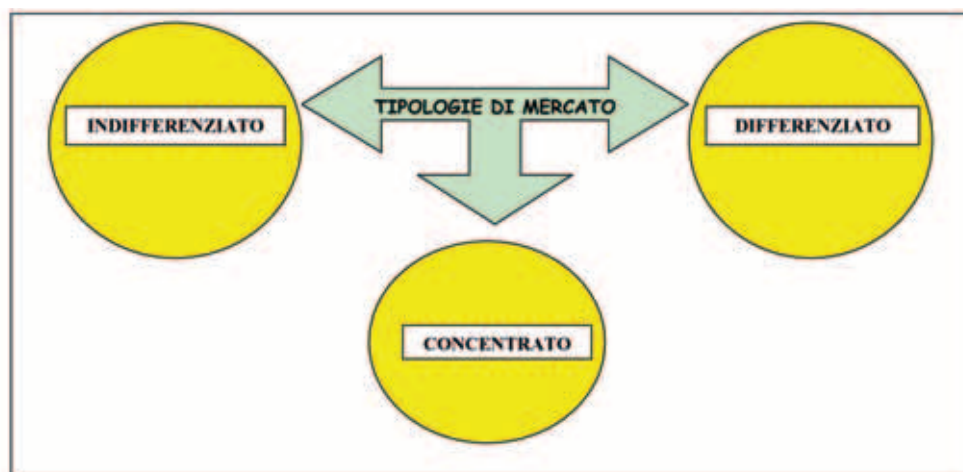 TIPOLOGIE DI MERCATO
INDIFFERENZIATO
DIFFERENZIATO
CONCENTRATO